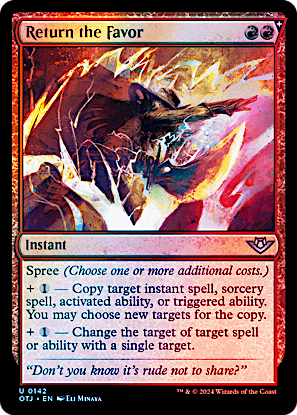 Return the Favor
Instant
Spree (Choose one or more additional costs.)
+ 1 — Copy target instant spell, sorcery
spell, activated ability, or triggered ability.
You may choose new targets for the copy.
+ 1 — Change the target of target spell
or ability with a single target.
"Don't you know it's rude not to share?"
U 0142
OTJ • EN Eli Minaya
™ & © 2024 Wizards of the Coast